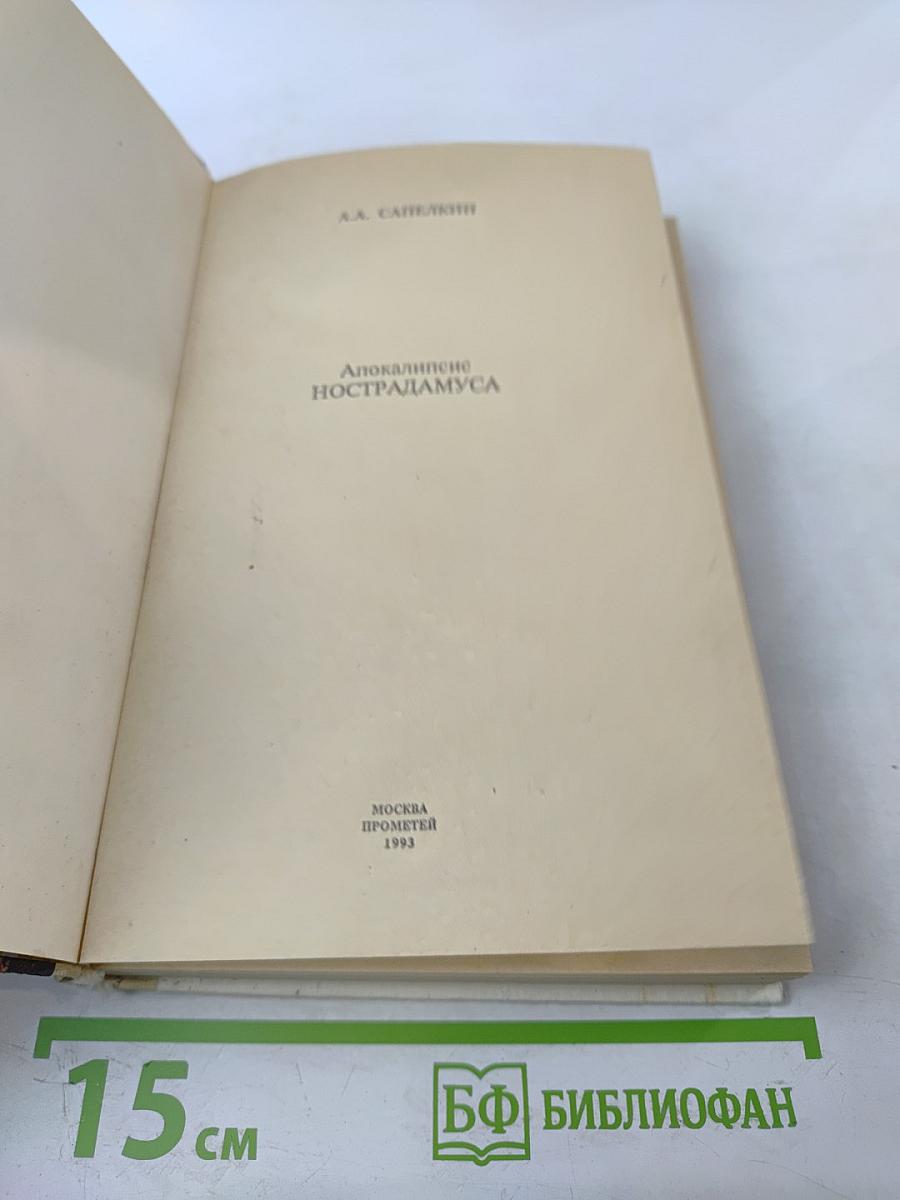 А.А. САПЕЛКИН
Апокалипсис
НОСТРАДАМУСА
МОСКВА
ПРОМЕТЕЙ
1993
15 см
БФ БИБЛИОФАН